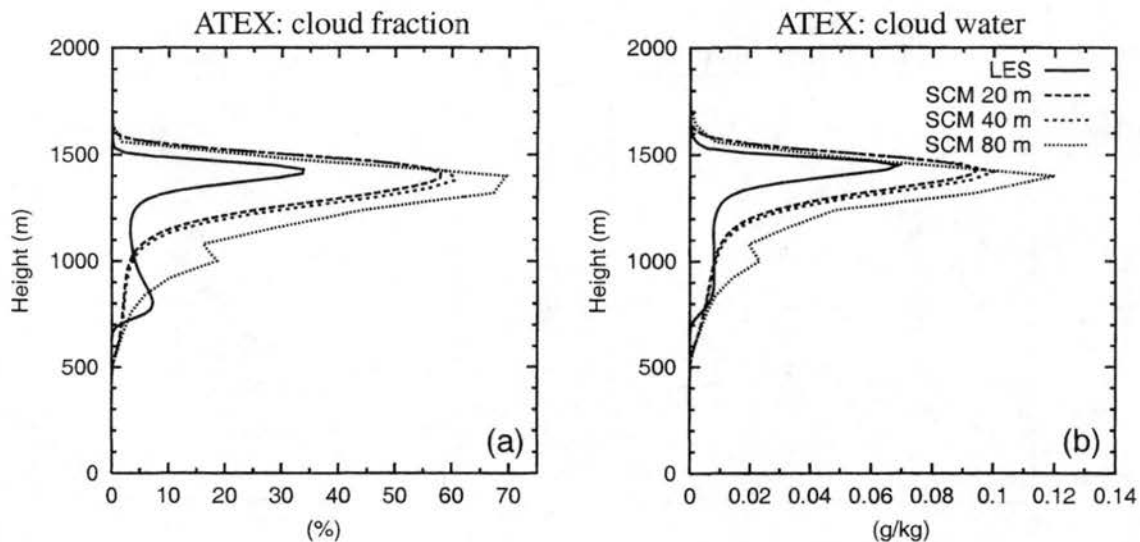 ATEX: cloud fraction
2000
1500
1000
500
0
Height (m)
0 10 20 30 40 50 60 70
(%)
(a)
ATEX: cloud water
LES
SCM 20 m
SCM 40 m
SCM 80 m
2000
1500
1000
500
0
Height (m)
0 0.02 0.04 0.06 0.08 0.1 0.12 0.14
(g/kg)
(b)